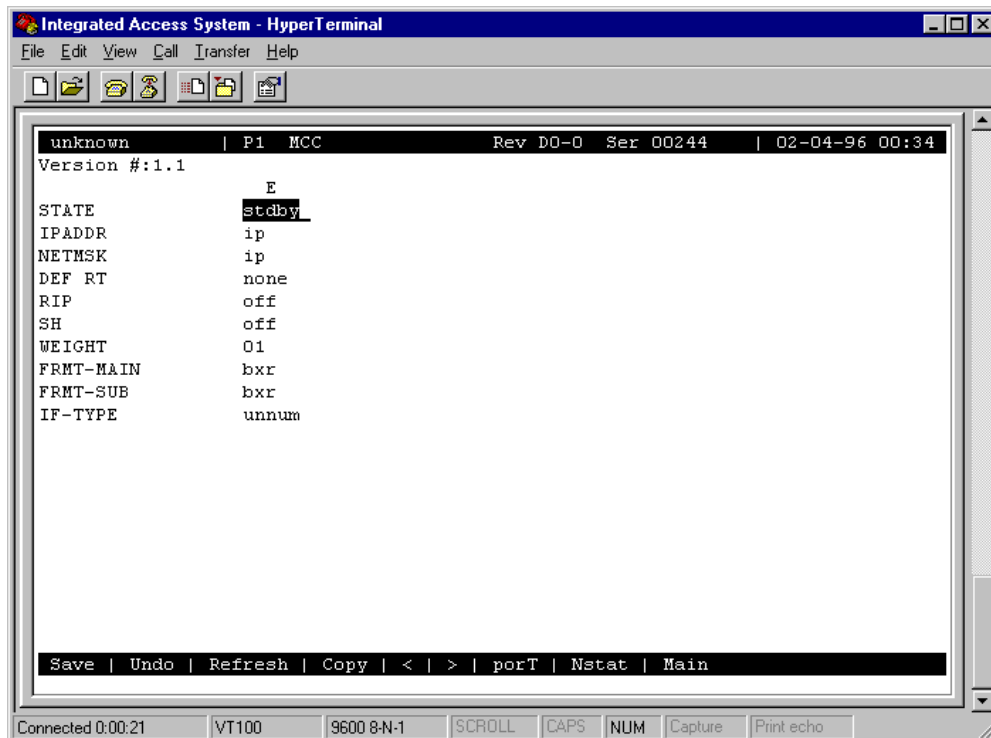 Integrated Access System - HyperTerminal
File Edit View Call Transfer Help
unknown | P1 MCC Rev D0-0 Ser 00244 | 02-04-96 00:34
Version #:1.1
E
STATE stdby
IPADDR ip
NETMSK ip
DEF RT none
RIP off
SH off
WEIGHT 01
FRMT-MAIN bxr
FRMT-SUB bxr
IF-TYPE unnum
Save | Undo | Refresh | Copy | < | > | porT | Nstat | Main
Connected 0:00:21 VT100 9600 8-N-1 SCROLL CAPS NUM Capture Print echo